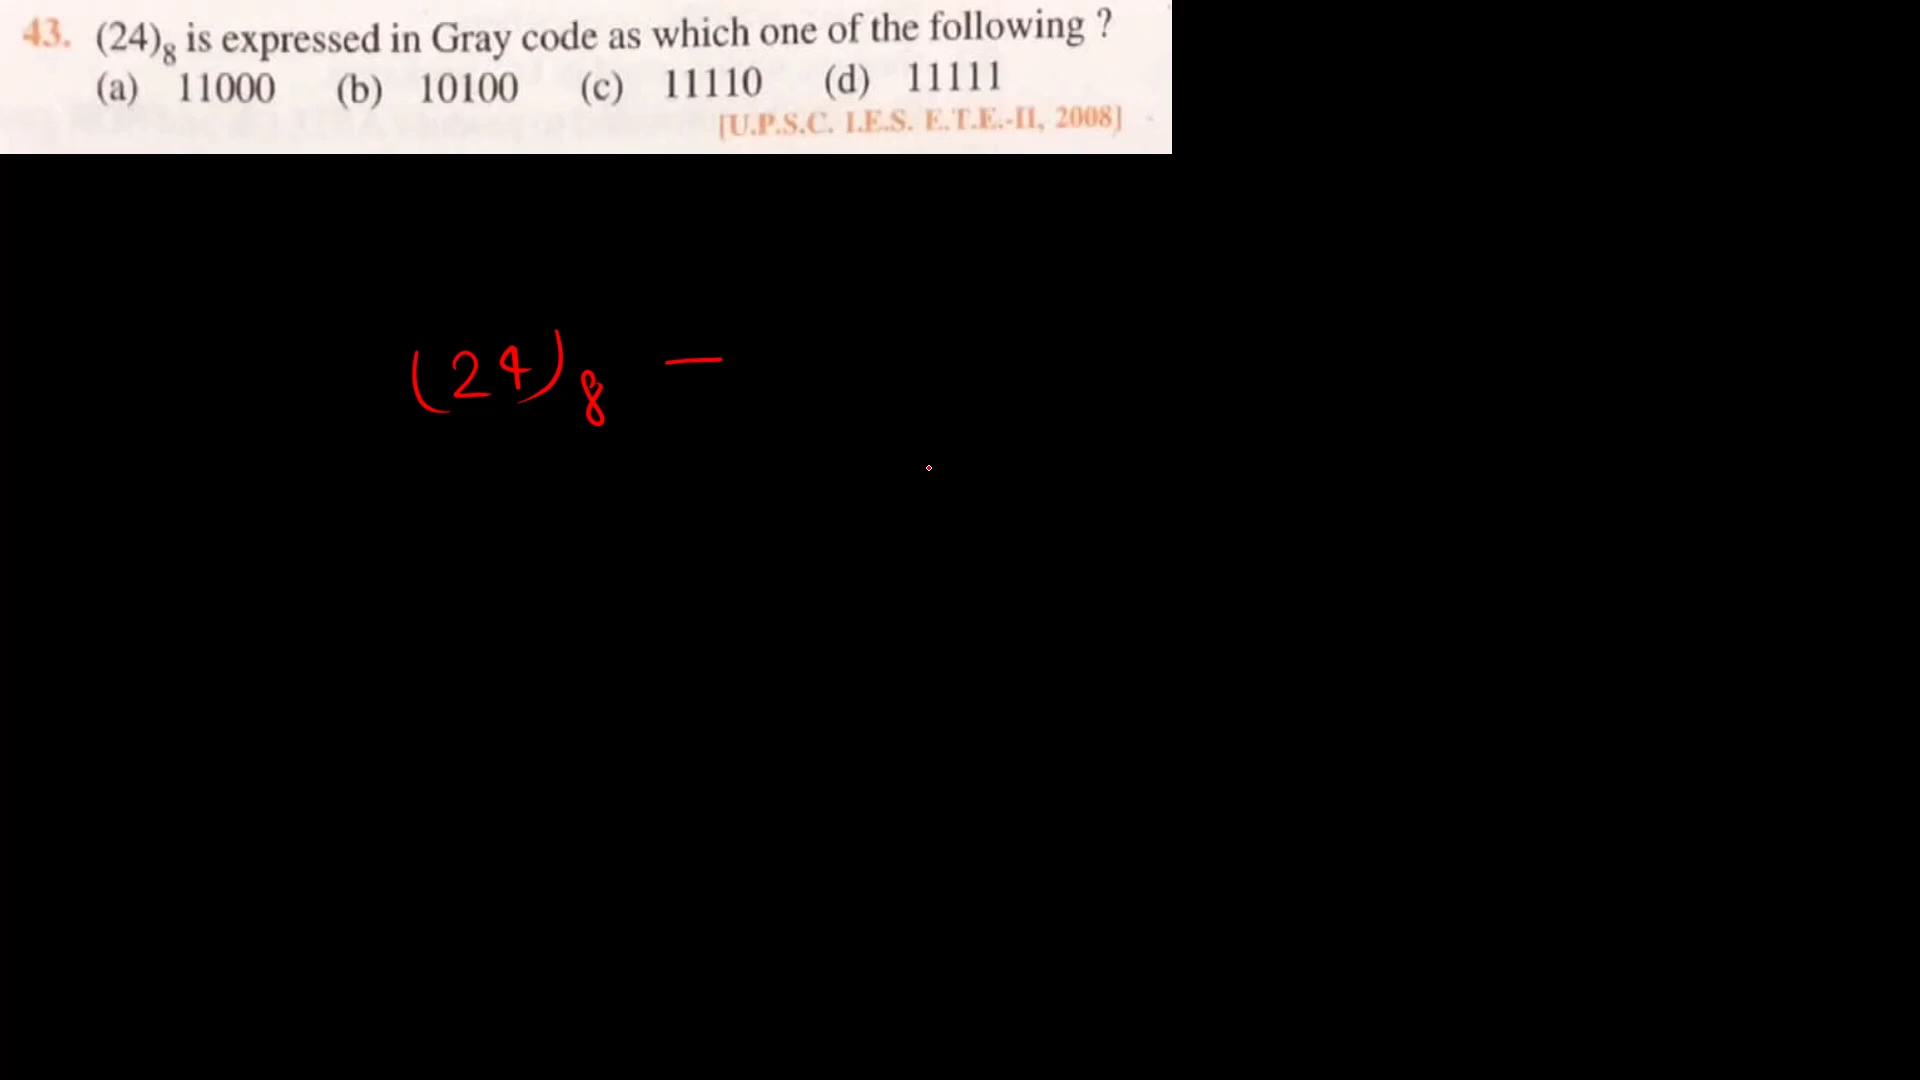 43. (24)₈ is expressed in Gray code as which one of the following ?
(a) 11000 (b) 10100 (c) 11110 (d) 11111
[U.P.S.C. I.E.S. E.T.E.-II, 2008]
(24)₈ —